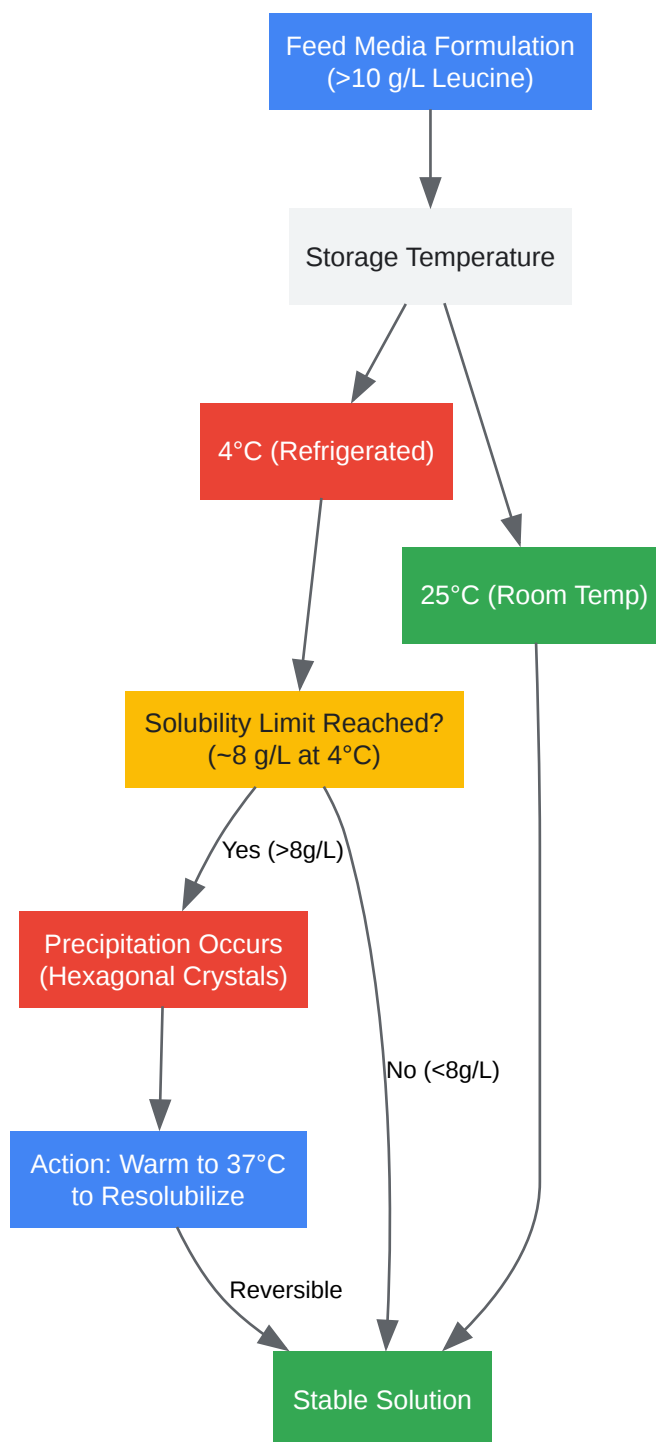 Feed Media Formulation
(>10 g/L Leucine)
Storage Temperature
4°C (Refrigerated)
25°C (Room Temp)
Solubility Limit Reached?
(~8 g/L at 4°C)
Yes (>8g/L)
Precipitation Occurs
(Hexagonal Crystals)
No (<8g/L)
Action: Warm to 37°C
to Resolubilize
Reversible
Stable Solution